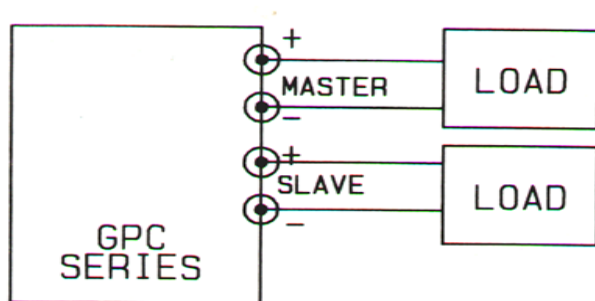 +
MASTER
−
LOAD
+
SLAVE
−
LOAD
GPC
SERIES